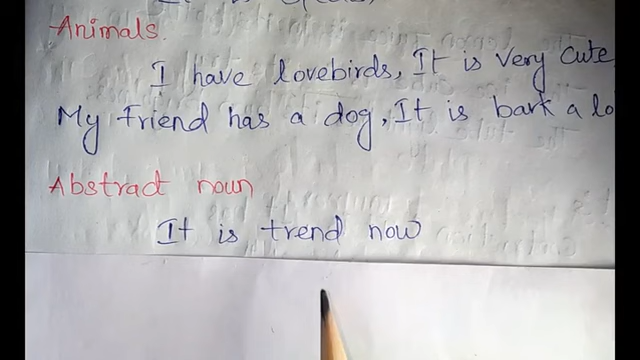 Animals.
I have lovebirds, It is very cute
My friend has a dog, It is bark a lo
Abstract noun
It is trend now